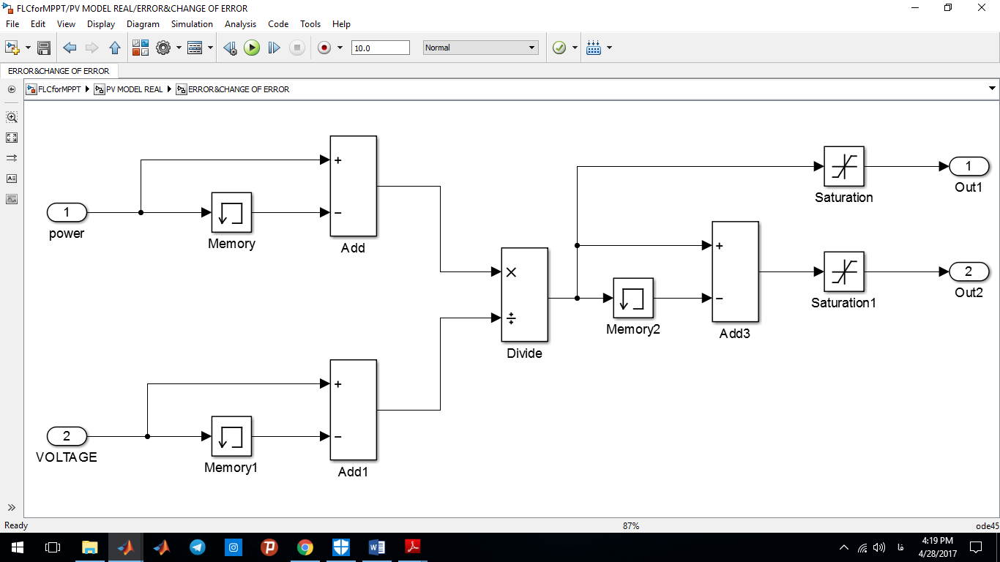 FLCforMPPT/PV MODEL REAL/ERROR&CHANGE OF ERROR
File Edit View Display Diagram Simulation Analysis Code Tools Help
10.0 Normal
ERROR&CHANGE OF ERROR
FLCforMPPT PV MODEL REAL ERROR&CHANGE OF ERROR
1
power
Memory
+
−
Add
2
VOLTAGE
Memory1
+
−
Add1
×
÷
Divide
Memory2
+
−
Add3
Saturation
1
Out1
Saturation1
2
Out2
Ready 87% ode45
فا
4:19 PM
4/28/2017